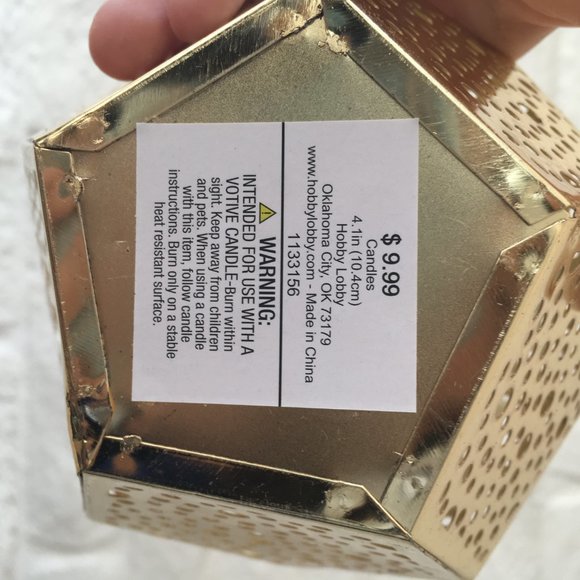 $ 9.99
Candles
4.1in (10.4cm)
Hobby Lobby
Oklahoma City, OK 73179
www.hobbylobby.com - Made in China
1133156
WARNING:
INTENDED FOR USE WITH A
VOTIVE CANDLE-Burn within
sight. Keep away from children
and pets. When using a candle
with this item, follow candle
instructions. Burn only on a stable
heat resistant surface.